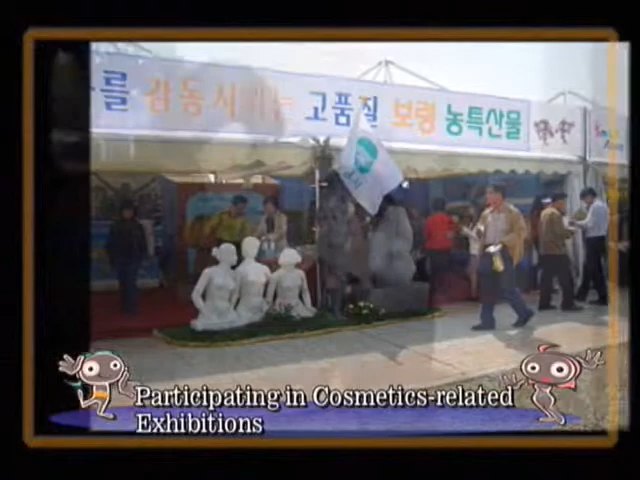 를 감동시키는 고품질 보령 농특산물
Participating in Cosmetics-related
Exhibitions